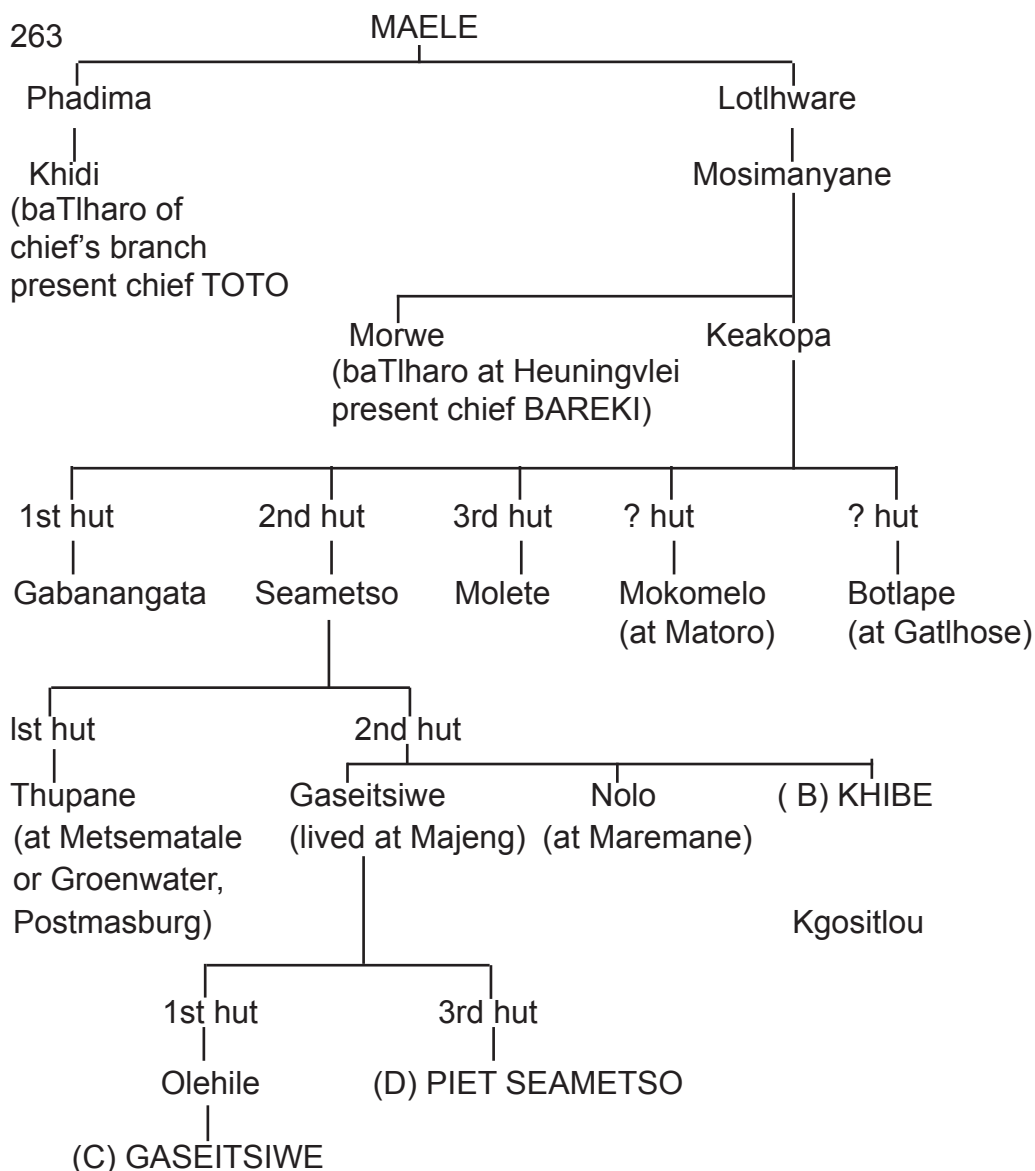 263
MAELE
Phadima
Lotlhware
Khidi
(baTlharo of
chief's branch
present chief TOTO
Mosimanyane
Morwe
(baTlharo at Heuningvlei
present chief BAREKI)
Keakopa
1st hut
2nd hut
3rd hut
? hut
? hut
Gabanangata
Seametso
Molete
Mokomelo
(at Matoro)
Botlape
(at Gatlhose)
lst hut
2nd hut
Thupane
(at Metsematale
or Groenwater,
Postmasburg)
Gaseitsiwe
(lived at Majeng)
Nolo
(at Maremane)
( B) KHIBE
Kgositlou
1st hut
3rd hut
Olehile
(D) PIET SEAMETSO
(C) GASEITSIWE